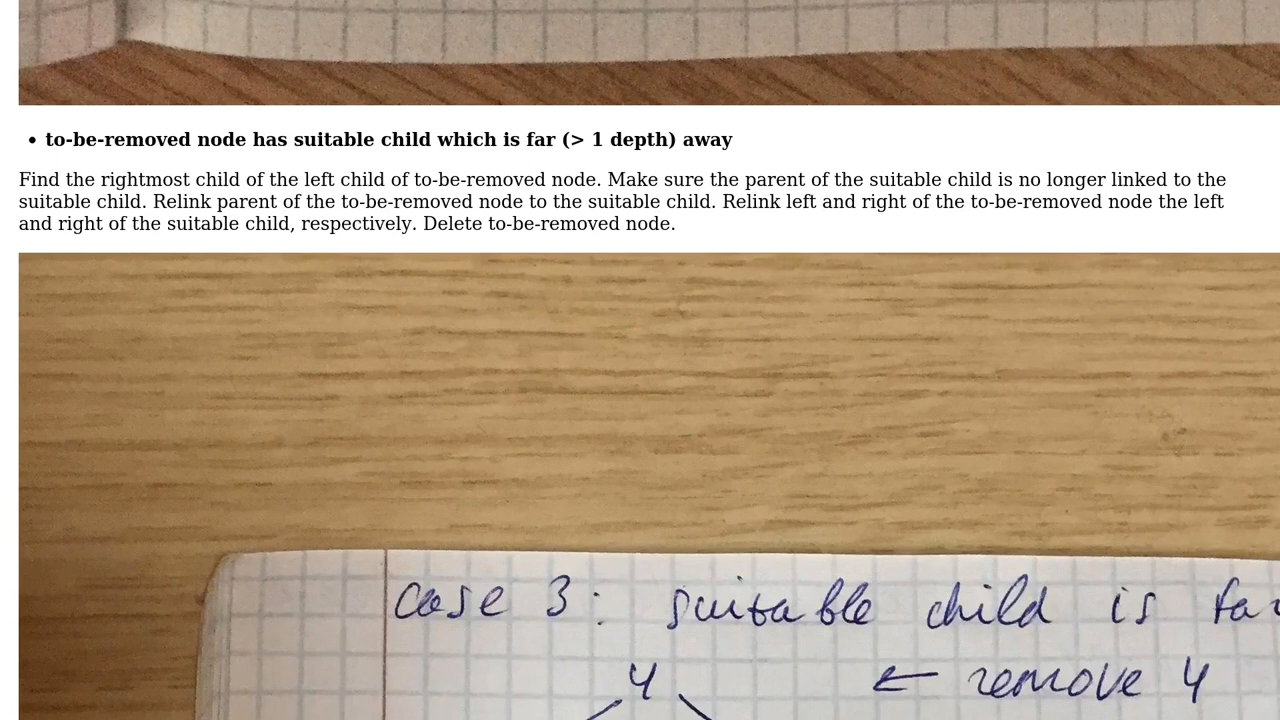 • to-be-removed node has suitable child which is far (> 1 depth) away
Find the rightmost child of the left child of to-be-removed node. Make sure the parent of the suitable child is no longer linked to the
suitable child. Relink parent of the to-be-removed node to the suitable child. Relink left and right of the to-be-removed node the left
and right of the suitable child, respectively. Delete to-be-removed node.
case 3: suitable child is far
4 ← remove 4